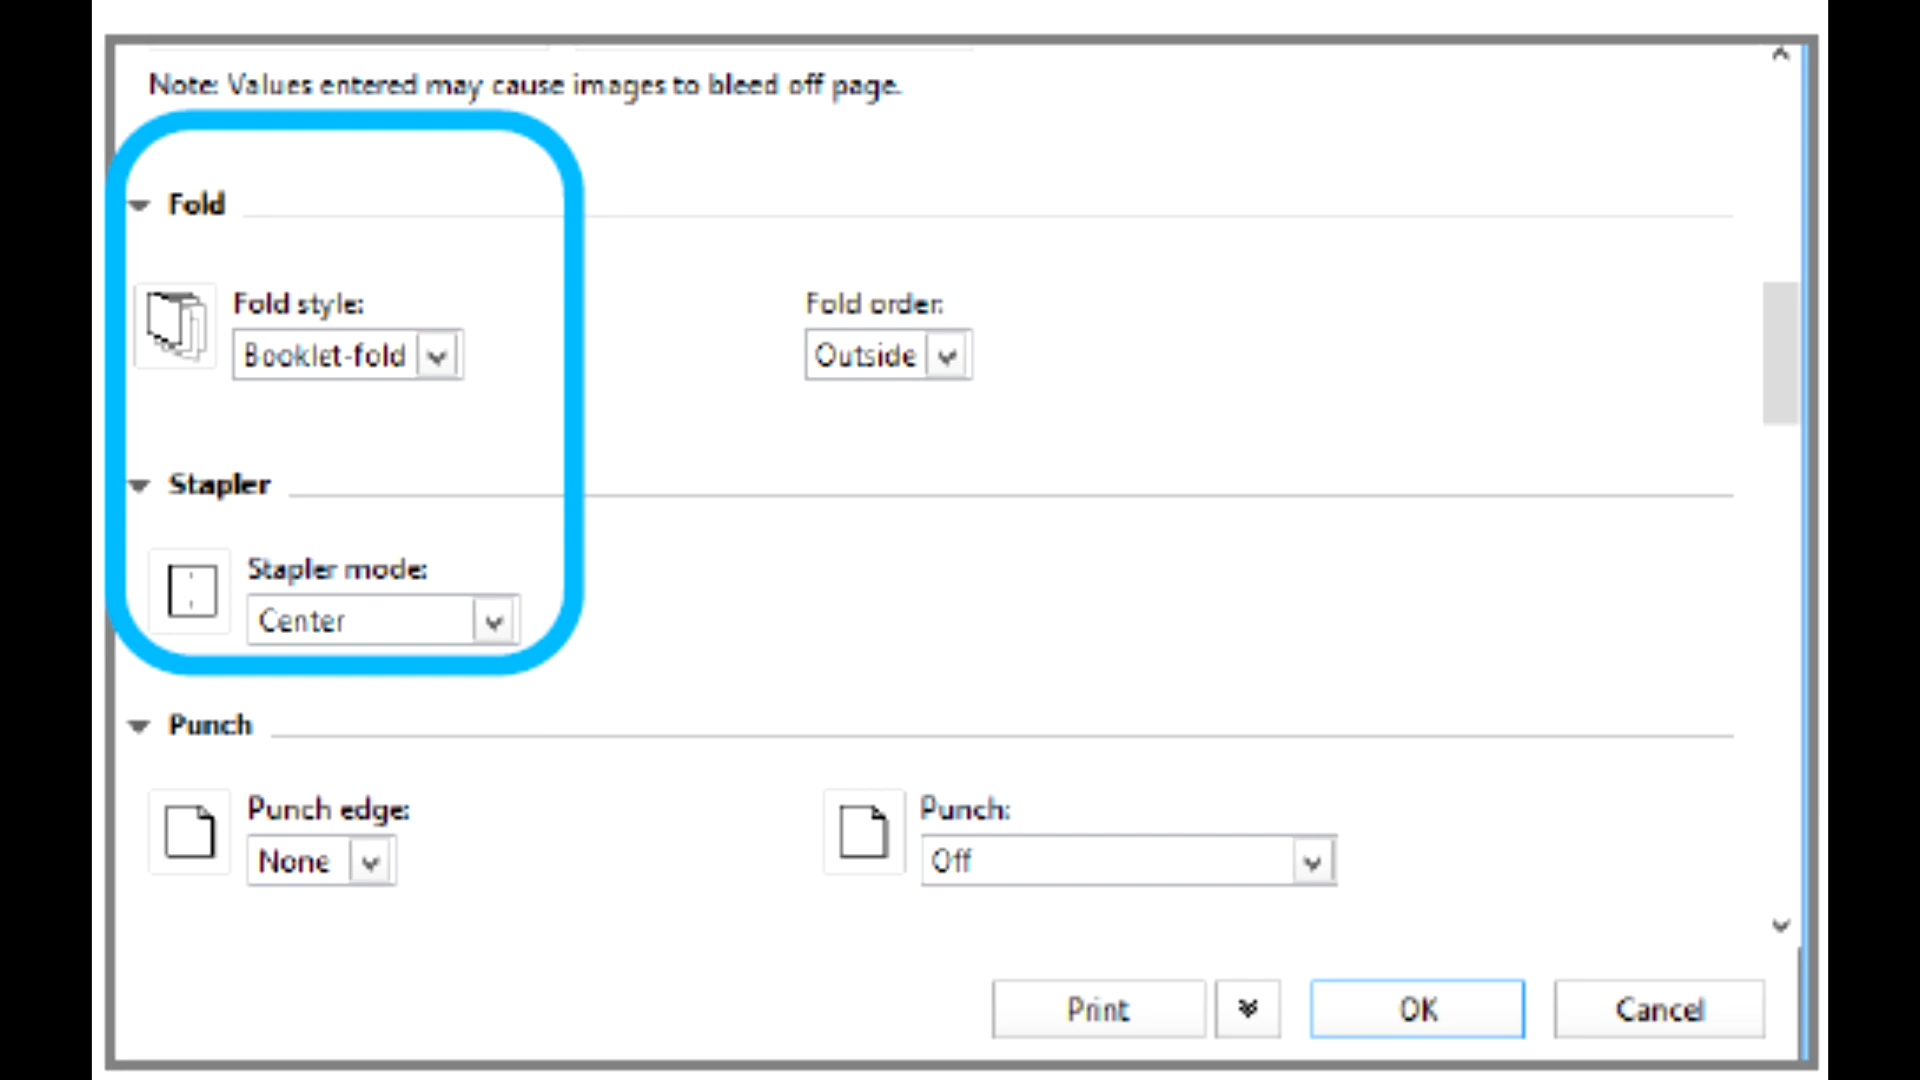 Note: Values entered may cause images to bleed off page.
Fold
Fold style: Fold order:
Booklet-fold Outside
Stapler
Stapler mode:
Center
Punch
Punch edge: Punch:
None Off
Print OK Cancel